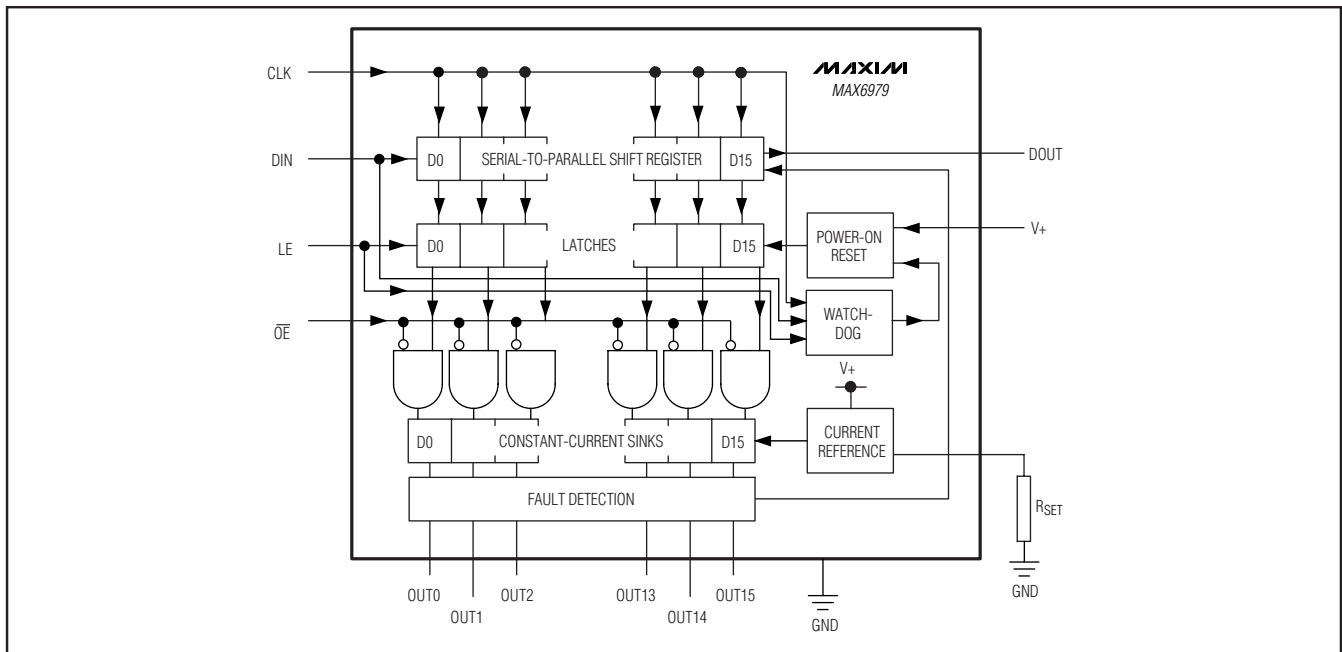 CLK
MAXIM
MAX6979
DIN
D0
SERIAL-TO-PARALLEL SHIFT REGISTER
D15
DOUT
LE
D0
LATCHES
D15
POWER-ON
RESET
V+
OE
WATCH-
DOG
V+
D0
CONSTANT-CURRENT SINKS
D15
CURRENT
REFERENCE
FAULT DETECTION
RSET
OUT0
OUT1
OUT2
OUT13
OUT14
OUT15
GND
GND